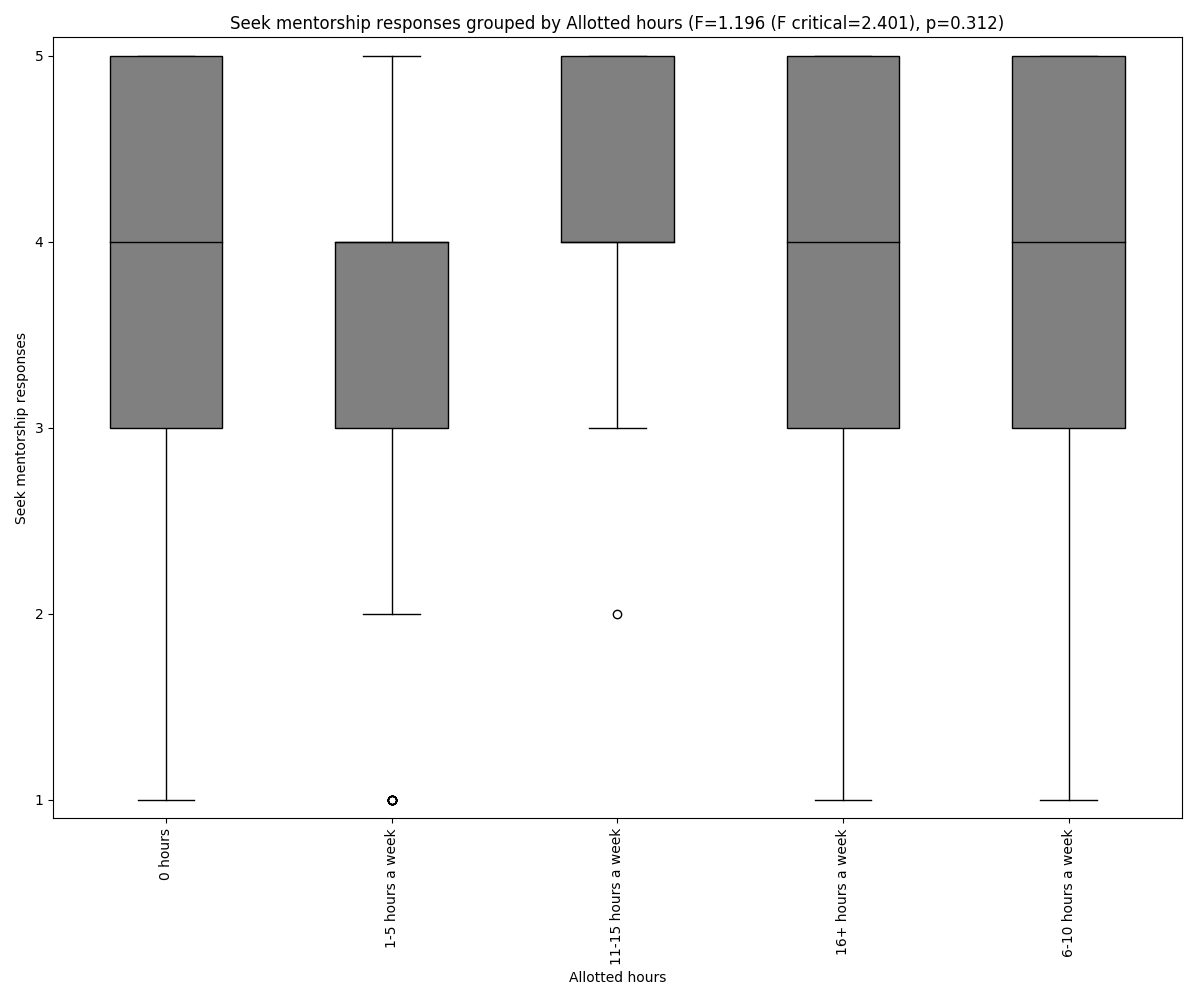 Seek mentorship responses grouped by Allotted hours (F=1.196 (F critical=2.401), p=0.312)
Seek mentorship responses
5
4
3
2
1
0 hours
1-5 hours a week
11-15 hours a week
16+ hours a week
6-10 hours a week
Allotted hours